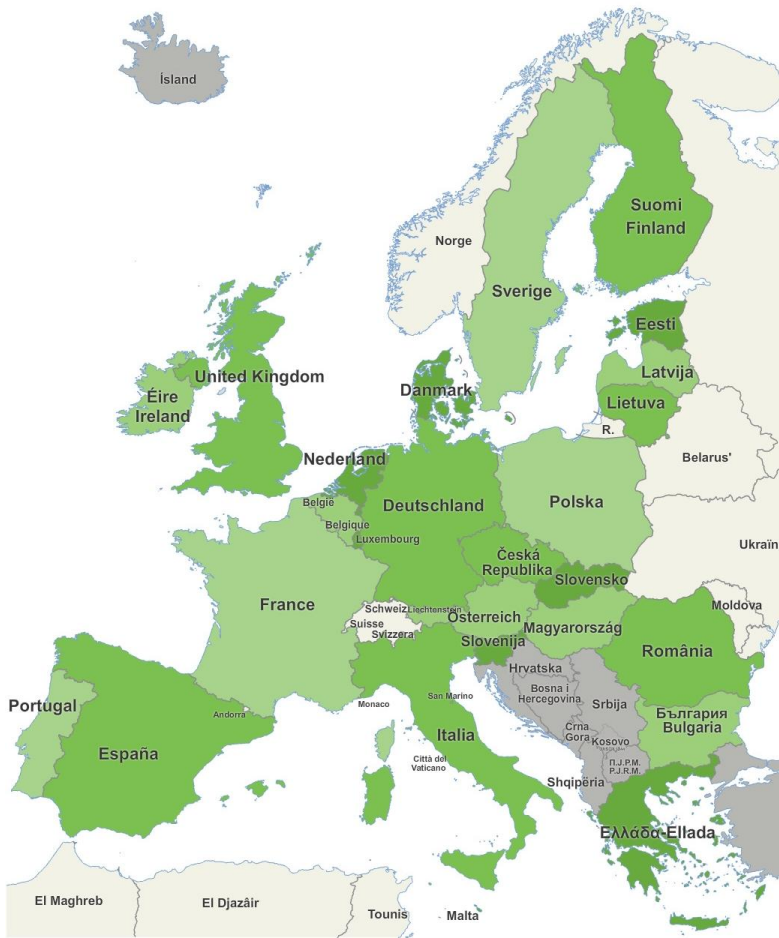 Ísland
Norge
Suomi
Finland
Sverige
Eesti
Latvija
Lietuva
R.
Belarus'
United Kingdom
Éire
Ireland
Danmark
Nederland
Deutschland
Polska
België
Belgique
Luxembourg
Česká
Republika
Slovensko
Ukraïn
Moldova
France
Schweiz
Suisse
Svizzera
Liechtenstein
Österreich
Magyarország
Slovenija
România
Hrvatska
Bosna i
Hercegovina
Srbija
България
Bulgaria
Crna
Gora
Kosovo
П.Ј.Р.М.
P.J.R.M.
Shqipëria
Ελλάδα-Ellada
Portugal
España
Andorra
Monaco
San Marino
Italia
Città del
Vaticano
El Maghreb
El Djazâir
Tounis
Malta